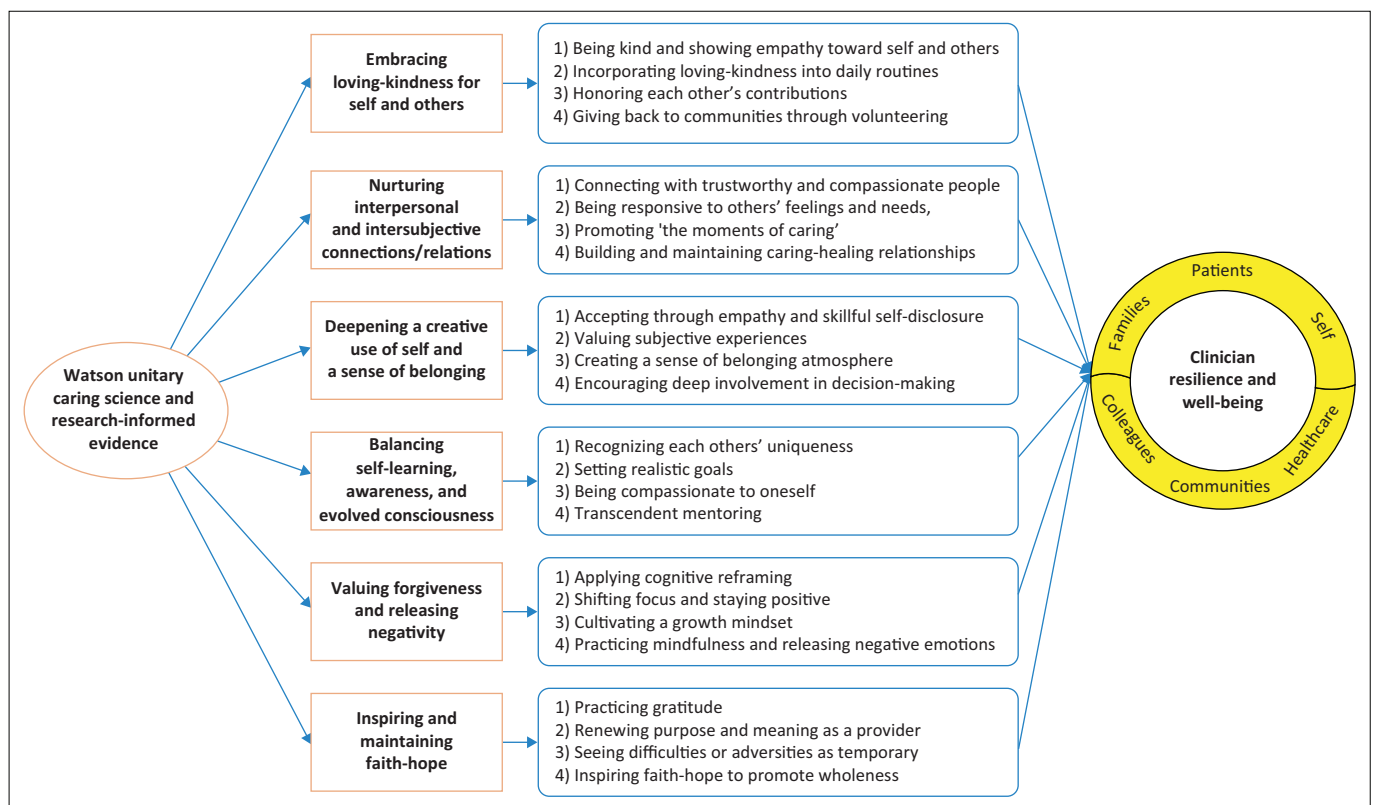 Watson unitary
caring science and
research-informed
evidence
Embracing
loving-kindness for
self and others
1) Being kind and showing empathy toward self and others
2) Incorporating loving-kindness into daily routines
3) Honoring each other’s contributions
4) Giving back to communities through volunteering
Nurturing
interpersonal
and intersubjective
connections/relations
1) Connecting with trustworthy and compassionate people
2) Being responsive to others’ feelings and needs,
3) Promoting 'the moments of caring’
4) Building and maintaining caring-healing relationships
Deepening a creative
use of self and
a sense of belonging
1) Accepting through empathy and skillful self-disclosure
2) Valuing subjective experiences
3) Creating a sense of belonging atmosphere
4) Encouraging deep involvement in decision-making
Balancing
self-learning,
awareness, and
evolved consciousness
1) Recognizing each others’ uniqueness
2) Setting realistic goals
3) Being compassionate to oneself
4) Transcendent mentoring
Valuing forgiveness
and releasing
negativity
1) Applying cognitive reframing
2) Shifting focus and staying positive
3) Cultivating a growth mindset
4) Practicing mindfulness and releasing negative emotions
Inspiring and
maintaining
faith-hope
1) Practicing gratitude
2) Renewing purpose and meaning as a provider
3) Seeing difficulties or adversities as temporary
4) Inspiring faith-hope to promote wholeness
Patients
Families
Self
Clinician
resilience and
well-being
Colleagues
Healthcare
Communities